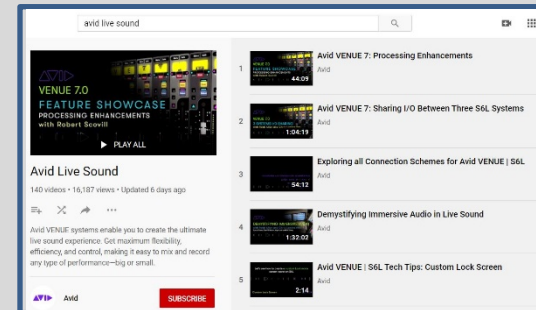 avid live sound
AVID
VENUE 7.0
FEATURE SHOWCASE
PROCESSING ENHANCEMENTS
with Robert Scovill
PLAY ALL
Avid Live Sound
140 videos • 16,187 views • Updated 6 days ago
Avid VENUE systems enable you to create the ultimate
live sound experience. Get maximum flexibility,
efficiency, and control, making it easy to mix and record
any type of performance—big or small.
AVID
Avid
SUBSCRIBE
1
44:09
Avid VENUE 7: Processing Enhancements
Avid
2
1:04:19
Avid VENUE 7: Sharing I/O Between Three S6L Systems
Avid
3
54:12
Exploring all Connection Schemes for Avid VENUE | S6L
Avid
4
1:32:02
Demystifying Immersive Audio in Live Sound
Avid
5
2:14
Avid VENUE | S6L Tech Tips: Custom Lock Screen
Avid